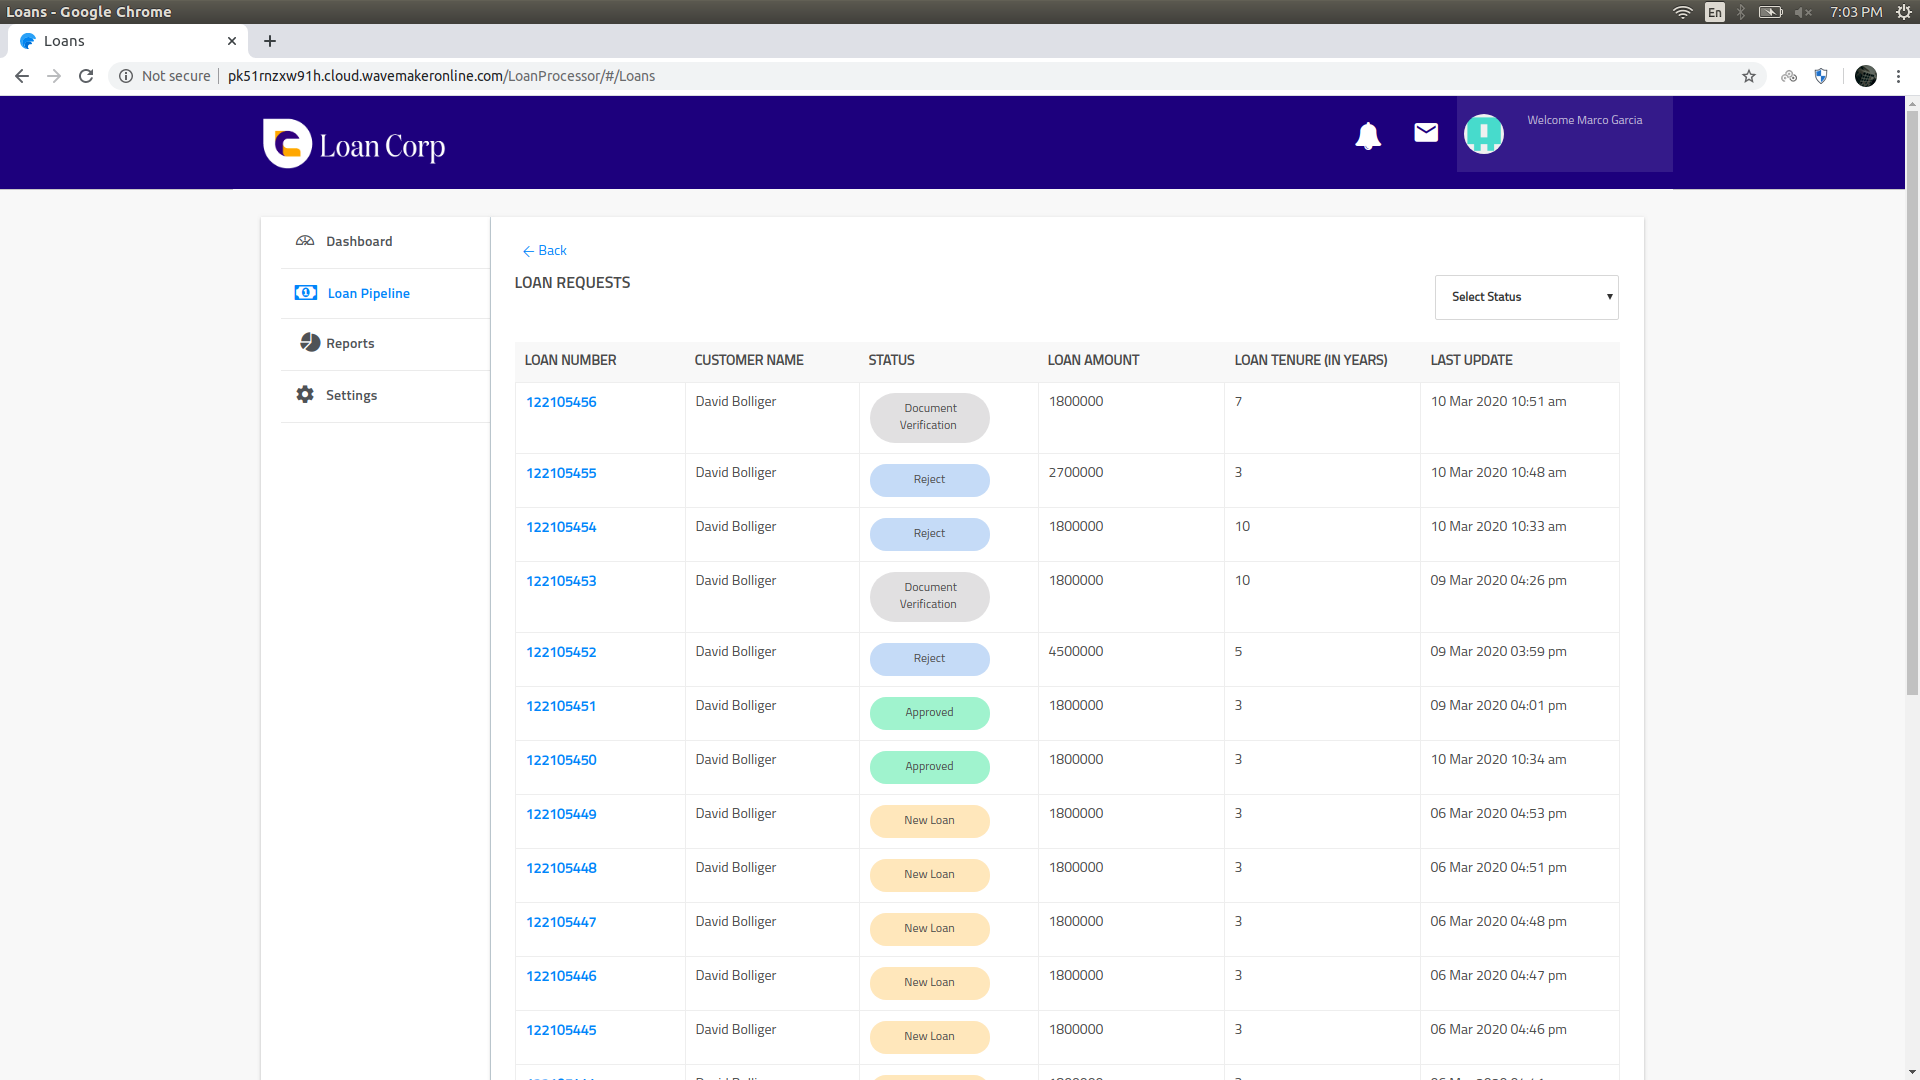 Loans - Google Chrome
En
7:03 PM
Loans
Not secure
pk51rnzxw91h.cloud.wavemakeronline.com/LoanProcessor/#/Loans
Loan Corp
Welcome Marco Garcia
Dashboard
Loan Pipeline
Reports
Settings
Back
LOAN REQUESTS
Select Status
LOAN NUMBER CUSTOMER NAME STATUS LOAN AMOUNT LOAN TENURE (IN YEARS) LAST UPDATE
122105456 David Bolliger Document Verification 1800000 7 10 Mar 2020 10:51 am
122105455 David Bolliger Reject 2700000 3 10 Mar 2020 10:48 am
122105454 David Bolliger Reject 1800000 10 10 Mar 2020 10:33 am
122105453 David Bolliger Document Verification 1800000 10 09 Mar 2020 04:26 pm
122105452 David Bolliger Reject 4500000 5 09 Mar 2020 03:59 pm
122105451 David Bolliger Approved 1800000 3 09 Mar 2020 04:01 pm
122105450 David Bolliger Approved 1800000 3 10 Mar 2020 10:34 am
122105449 David Bolliger New Loan 1800000 3 06 Mar 2020 04:53 pm
122105448 David Bolliger New Loan 1800000 3 06 Mar 2020 04:51 pm
122105447 David Bolliger New Loan 1800000 3 06 Mar 2020 04:48 pm
122105446 David Bolliger New Loan 1800000 3 06 Mar 2020 04:47 pm
122105445 David Bolliger New Loan 1800000 3 06 Mar 2020 04:46 pm